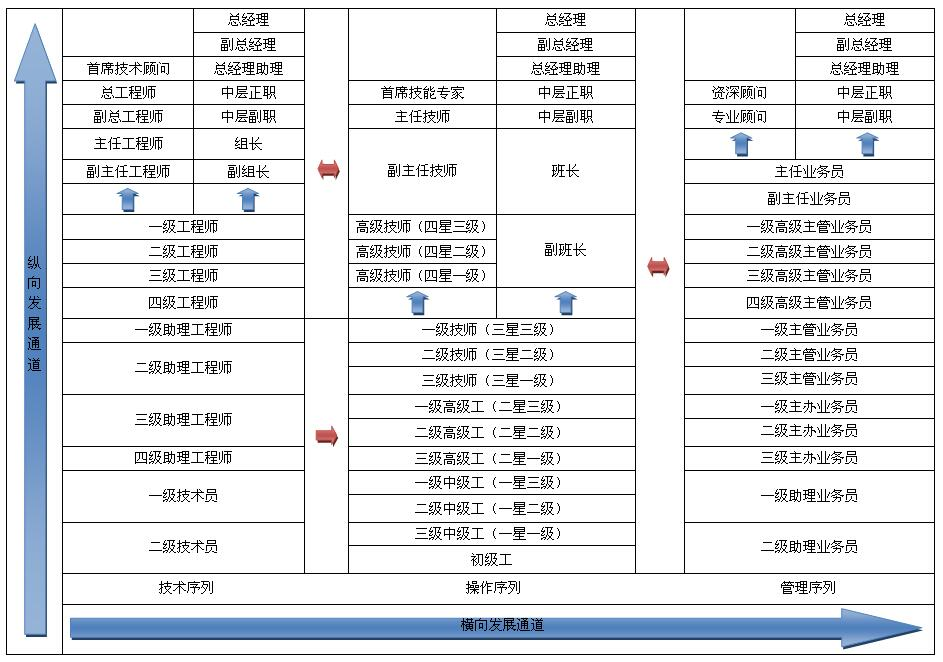 纵向发展通道
总经理
副总经理
首席技术顾问 总经理助理
总工程师 中层正职
副总工程师 中层副职
主任工程师 组长
副主任工程师 副组长
一级工程师
二级工程师
三级工程师
四级工程师
一级助理工程师
二级助理工程师
三级助理工程师
四级助理工程师
一级技术员
二级技术员
技术序列
总经理
副总经理
总经理助理
首席技能专家 中层正职
主任技师 中层副职
副主任技师 班长
高级技师（四星三级）
高级技师（四星二级） 副班长
高级技师（四星一级）
一级技师（三星三级）
二级技师（三星二级）
三级技师（三星一级）
一级高级工（二星三级）
二级高级工（二星二级）
三级高级工（二星一级）
一级中级工（一星三级）
二级中级工（一星二级）
三级中级工（一星一级）
初级工
操作序列
总经理
副总经理
总经理助理
资深顾问 中层正职
专业顾问 中层副职
主任业务员
副主任业务员
一级高级主管业务员
二级高级主管业务员
三级高级主管业务员
四级高级主管业务员
一级主管业务员
二级主管业务员
三级主管业务员
一级主办业务员
二级主办业务员
三级主办业务员
一级助理业务员
二级助理业务员
管理序列
横向发展通道